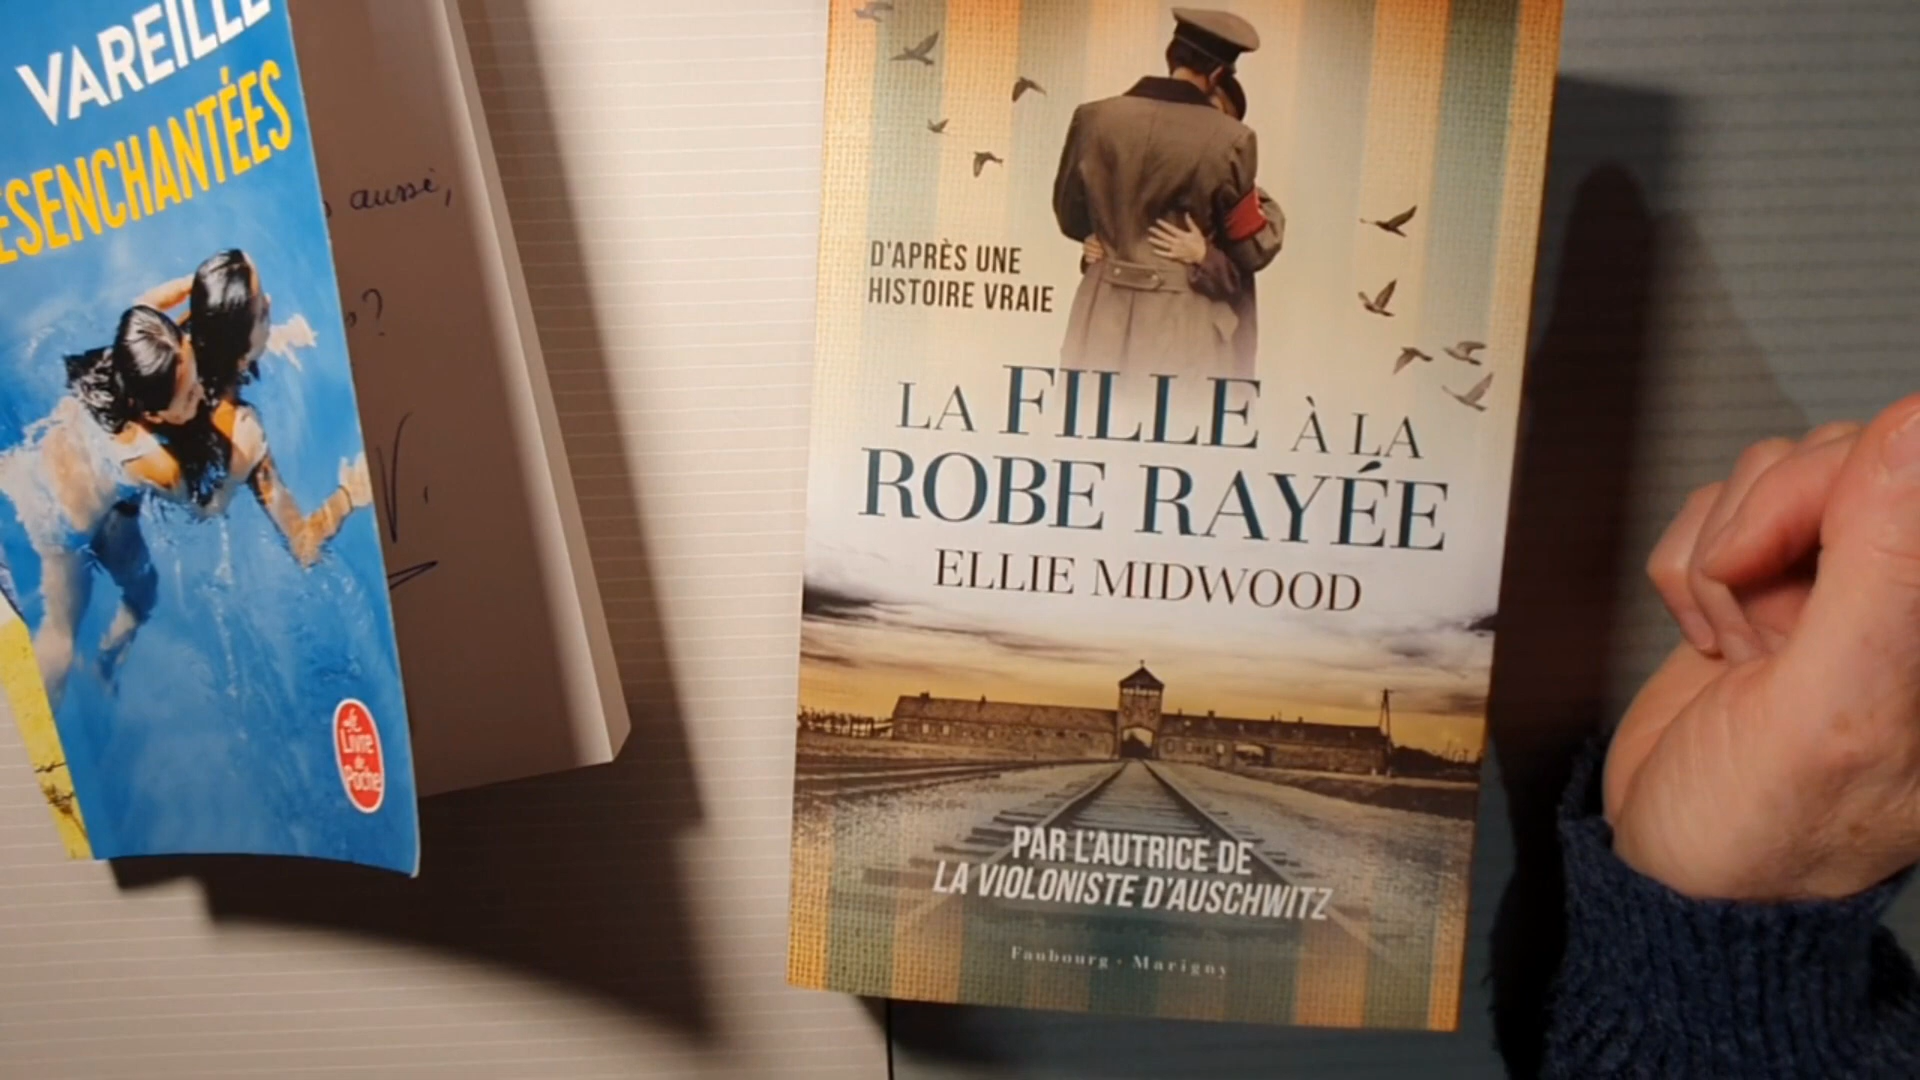 VAREILLE
ESENCHANTÉES
Le
Livre
de
Poche
aussi,
?
V.
D'APRÈS UNE
HISTOIRE VRAIE
LA FILLE À LA
ROBE RAYÉE
ELLIE MIDWOOD
PAR L'AUTRICE DE
LA VIOLONISTE D'AUSCHWITZ
Faubourg • Marigny